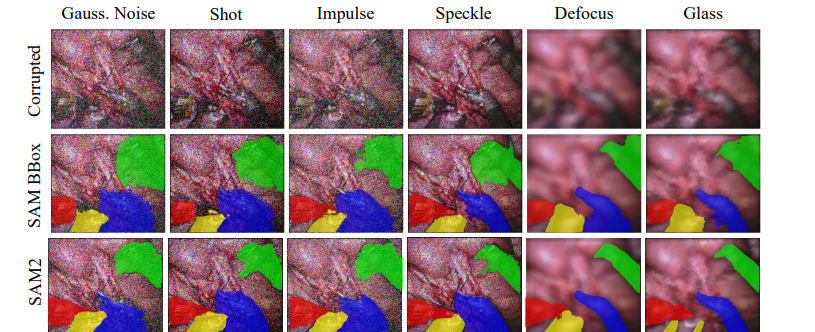 Gauss. Noise Shot Impulse Speckle Defocus Glass
Corrupted
SAM BBox
SAM2